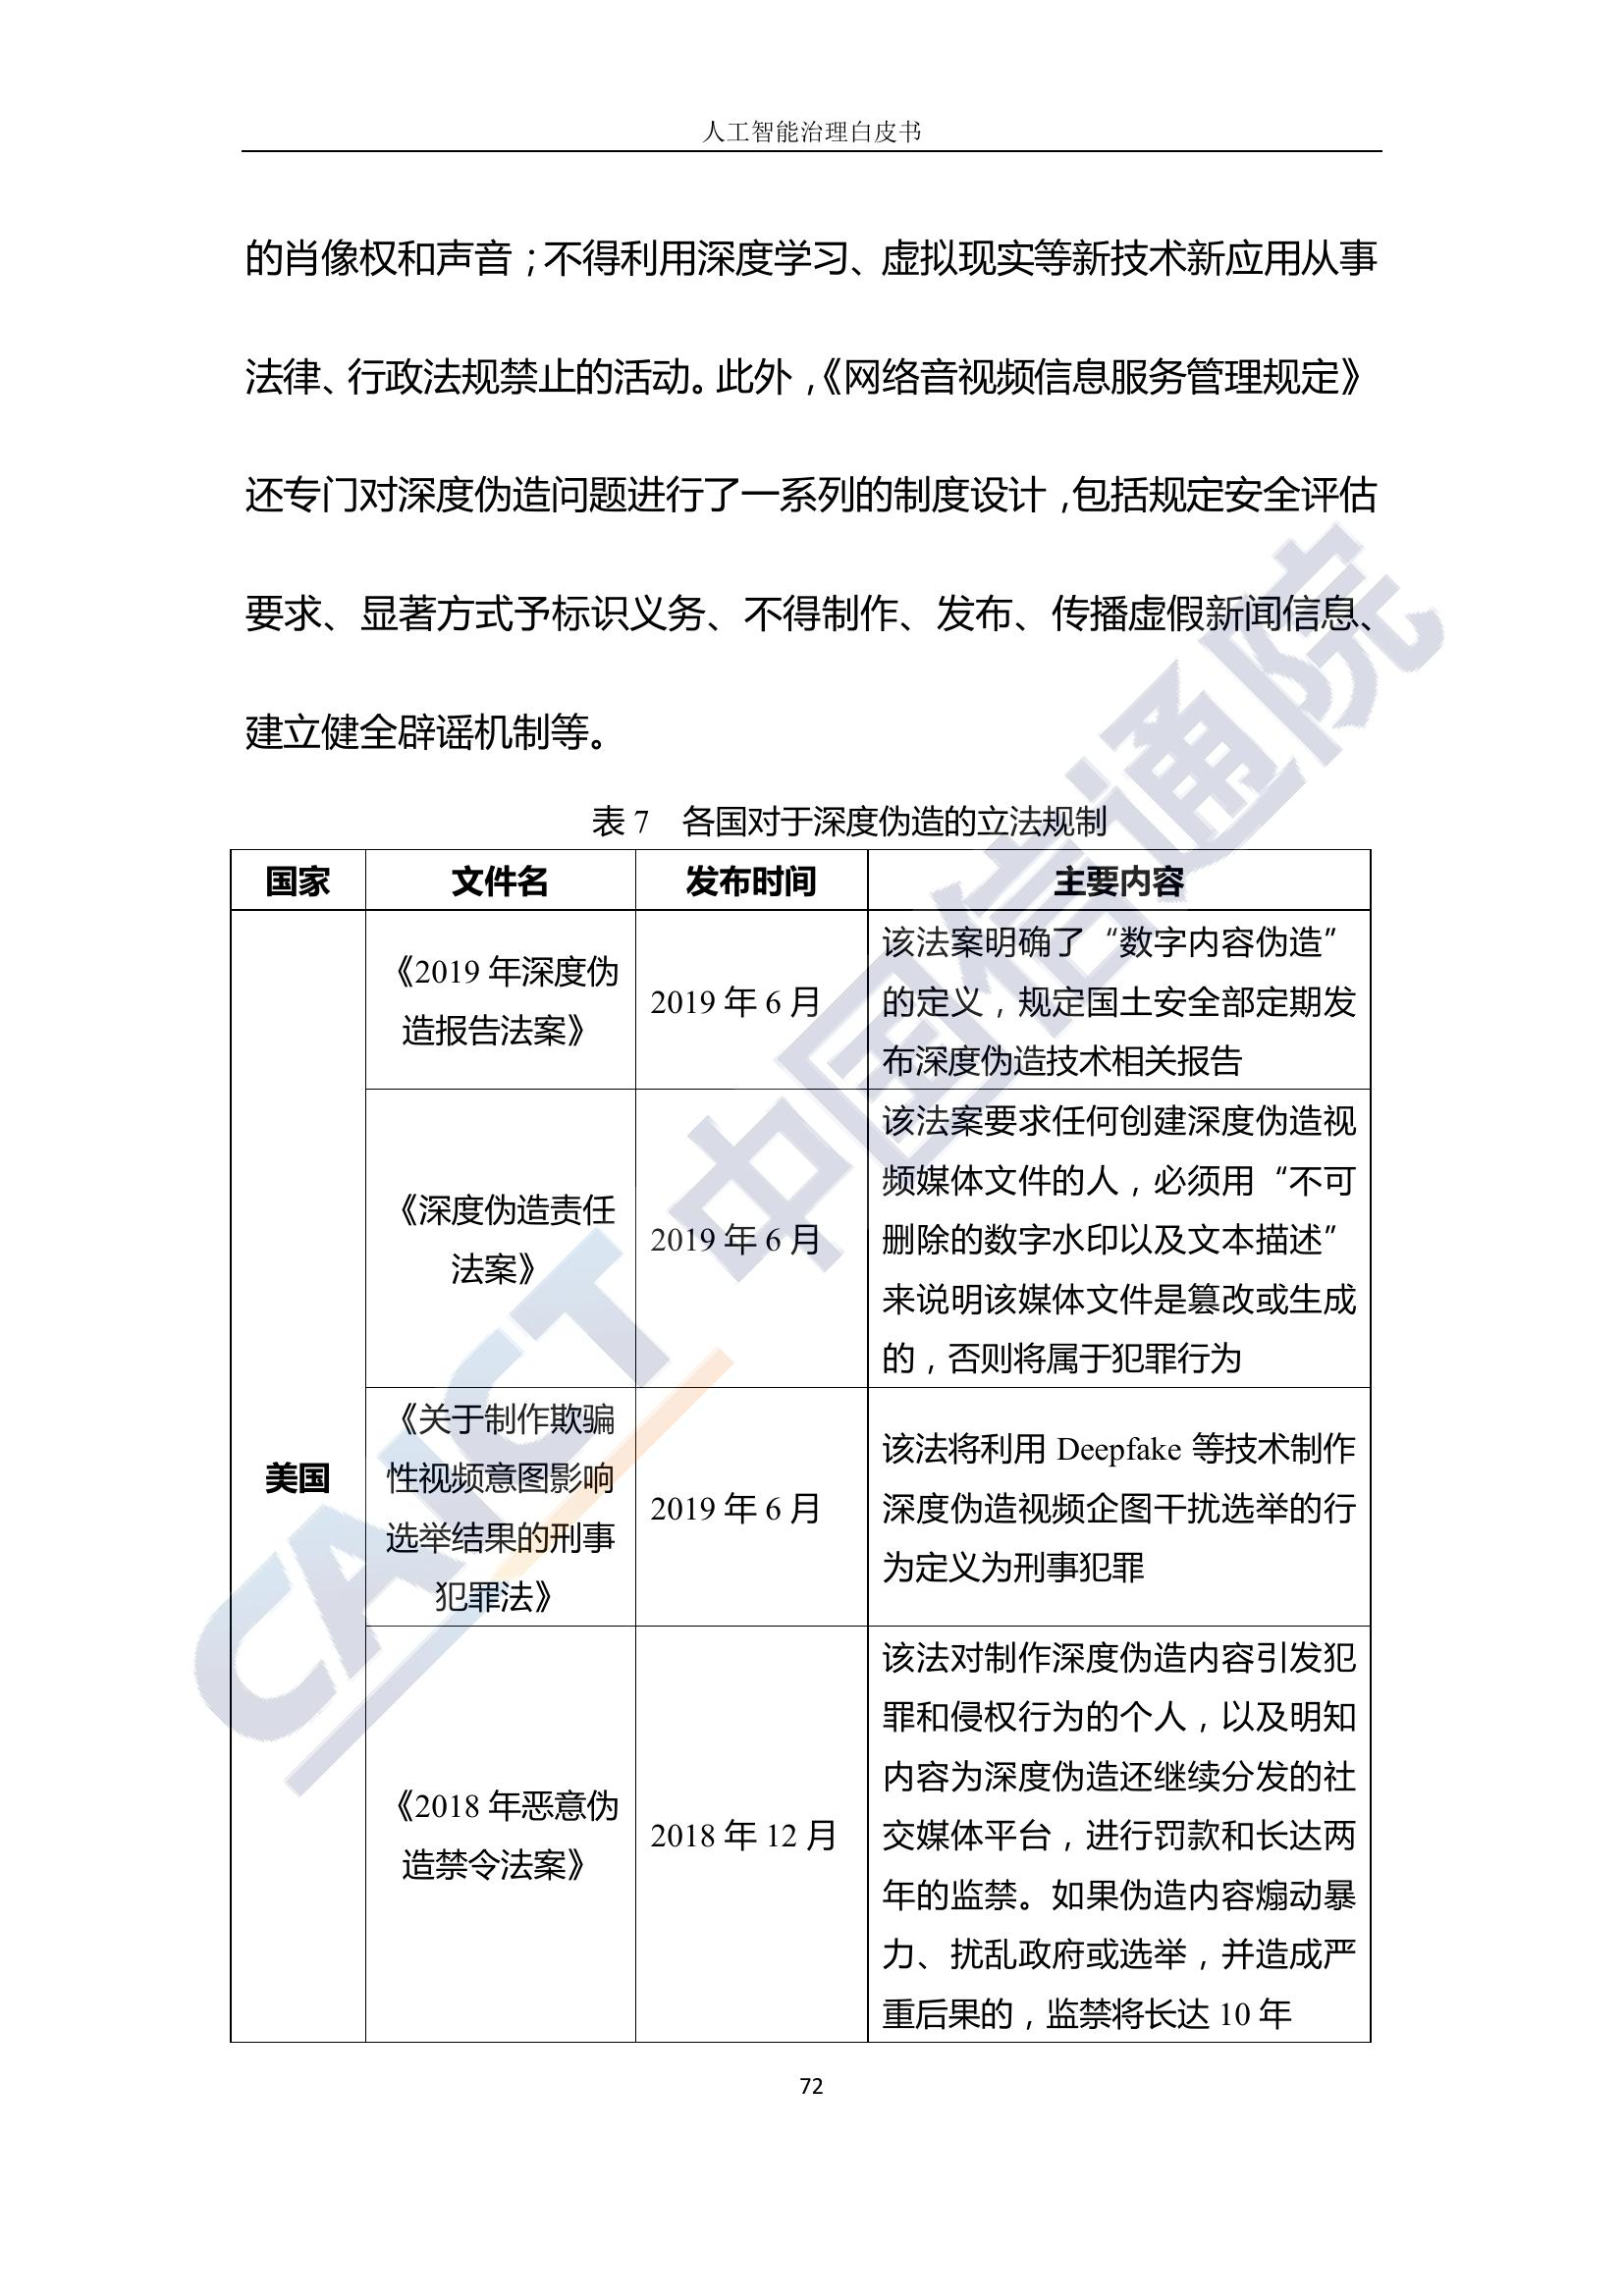 人工智能治理白皮书
的肖像权和声音；不得利用深度学习、虚拟现实等新技术新应用从事
法律、行政法规禁止的活动。此外，《网络音视频信息服务管理规定》
还专门对深度伪造问题进行了一系列的制度设计，包括规定安全评估
要求、显著方式予标识义务、不得制作、发布、传播虚假新闻信息、
建立健全辟谣机制等。
表 7 各国对于深度伪造的立法规制
国家 文件名 发布时间 主要内容
美国
《2019 年深度伪
造报告法案》
2019 年 6 月
该法案明确了“数字内容伪造”
的定义，规定国土安全部定期发
布深度伪造技术相关报告
《深度伪造责任
法案》
2019 年 6 月
该法案要求任何创建深度伪造视
频媒体文件的人，必须用“不可
删除的数字水印以及文本描述”
来说明该媒体文件是篡改或生成
的，否则将属于犯罪行为
《关于制作欺骗
性视频意图影响
选举结果的刑事
犯罪法》
2019 年 6 月
该法将利用 Deepfake 等技术制作
深度伪造视频企图干扰选举的行
为定义为刑事犯罪
《2018 年恶意伪
造禁令法案》
2018 年 12 月
该法对制作深度伪造内容引发犯
罪和侵权行为的个人，以及明知
内容为深度伪造还继续分发的社
交媒体平台，进行罚款和长达两
年的监禁。如果伪造内容煽动暴
力、扰乱政府或选举，并造成严
重后果的，监禁将长达 10 年
72
CAICT 中国信通院